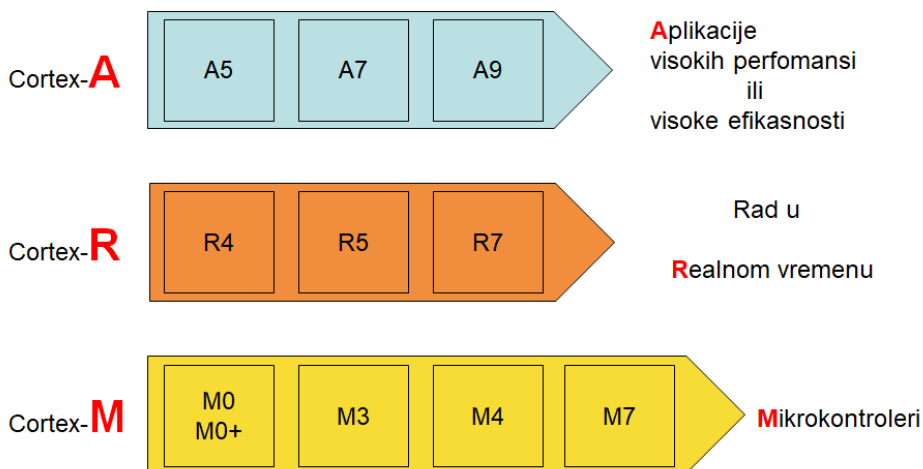 Cortex-A
A5
A7
A9
Aplikacije
visokih perfomansi
ili
visoke efikasnosti
Cortex-R
R4
R5
R7
Rad u
Realnom vremenu
Cortex-M
M0
M0+
M3
M4
M7
Mikrokontroleri